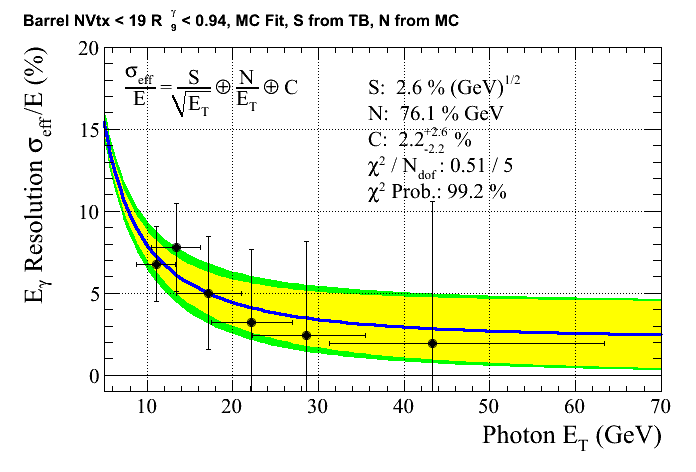 Barrel NVtx < 19 R γ 9 < 0.94, MC Fit, S from TB, N from MC
σeff/E = S/√ET ⊕ N/ET ⊕ C
S: 2.6 % (GeV)1/2
N: 76.1 % GeV
C: 2.2 +2.6 -2.2 %
χ2 / Ndof : 0.51 / 5
χ2 Prob.: 99.2 %
Eγ Resolution σeff/E (%)
20
15
10
5
0
10 20 30 40 50 60 70
Photon ET (GeV)